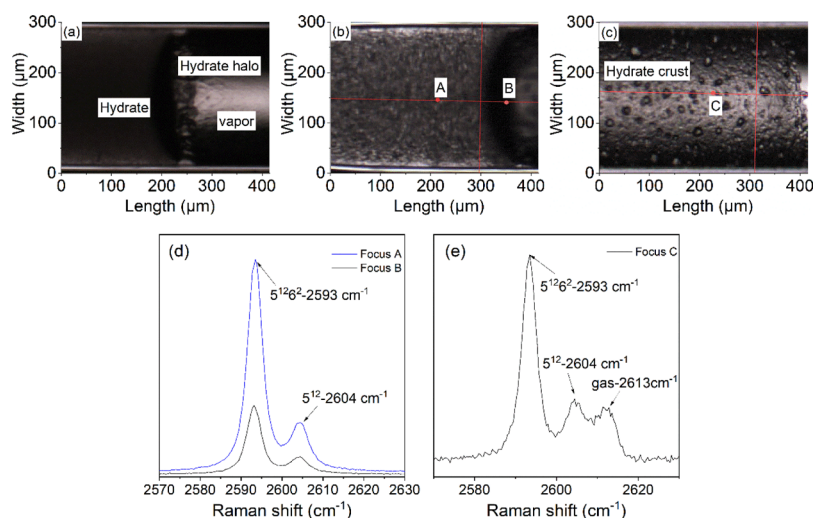 (a)
Width (µm)
300
200
100
0
Hydrate halo
Hydrate
vapor
0 100 200 300 400
Length (µm)
(b)
Width (µm)
300
200
100
0
A
B
0 100 200 300 400
Length (µm)
(c)
Width (µm)
300
200
100
0
Hydrate crust
C
0 100 200 300 400
Length (µm)
(d)
Focus A
Focus B
5¹²6²-2593 cm⁻¹
5¹²-2604 cm⁻¹
2570 2580 2590 2600 2610 2620 2630
Raman shift (cm⁻¹)
(e)
Focus C
5¹²6²-2593 cm⁻¹
5¹²-2604 cm⁻¹
gas-2613cm⁻¹
2580 2600 2620
Raman shift (cm⁻¹)